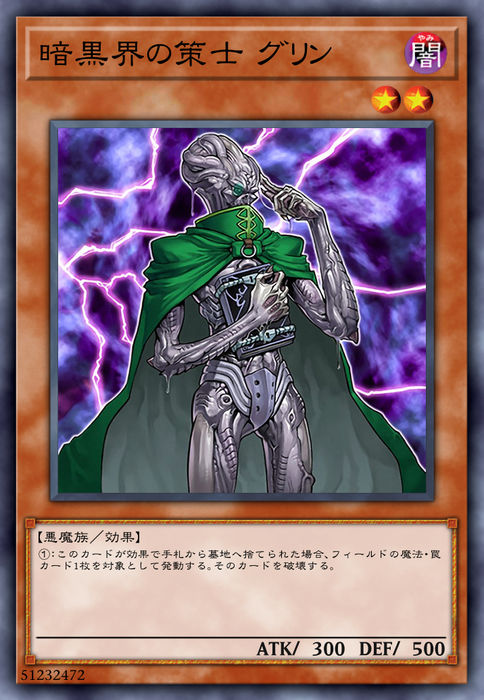 暗黒界の策士 グリン
やみ
闇
【悪魔族／効果】
①：このカードが効果で手札から墓地へ捨てられた場合、フィールドの魔法・罠
カード1枚を対象として発動する。そのカードを破壊する。
ATK/ 300 DEF/ 500
51232472